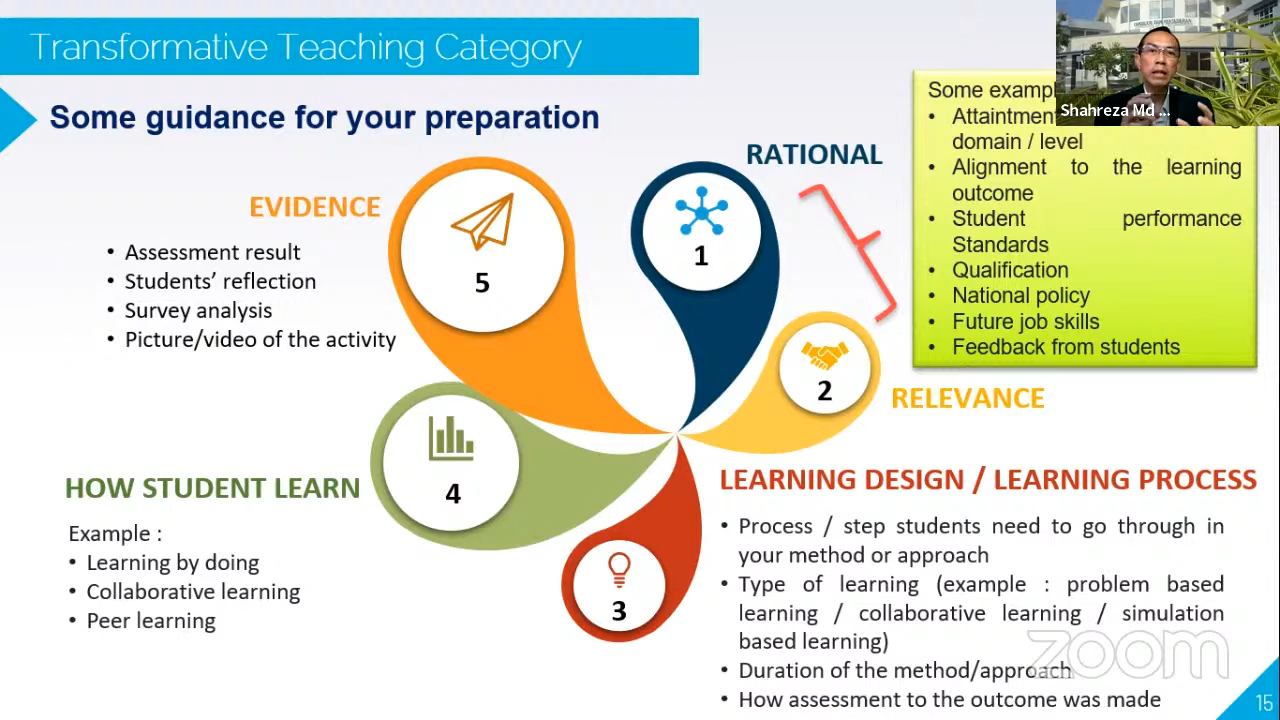 Transformative Teaching Category
Some guidance for your preparation
Shahreza Md ...
Some
Attaintment
domain / level
• Alignment to the learning
outcome
• Student performance
Standards
• Qualification
• National policy
• Future job skills
• Feedback from students
RATIONAL
1
2
RELEVANCE
LEARNING DESIGN / LEARNING PROCESS
• Process / step students need to go through in
your method or approach
• Type of learning (example : problem based
learning / collaborative learning / simulation
based learning)
• Duration of the method/approach
• How assessment to the outcome was made
3
HOW STUDENT LEARN
4
Example :
• Learning by doing
• Collaborative learning
• Peer learning
EVIDENCE
5
• Assessment result
• Students' reflection
• Survey analysis
• Picture/video of the activity
zoom
15